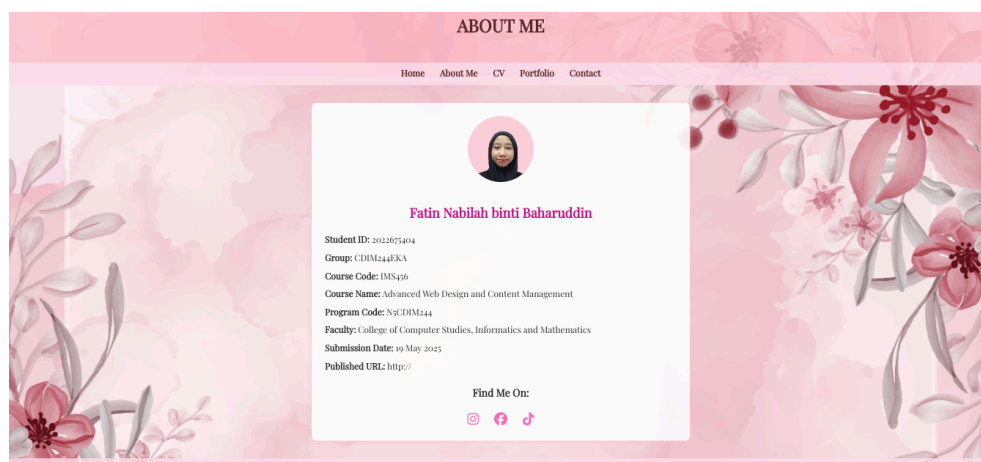 ABOUT ME
Home About Me CV Portfolio Contact
Fatin Nabilah binti Baharuddin
Student ID: 2022675404
Group: CDIM244EKA
Course Code: IMS456
Course Name: Advanced Web Design and Content Management
Program Code: N5CDIM244
Faculty: College of Computer Studies, Informatics and Mathematics
Submission Date: 19 May 2025
Published URL: http://
Find Me On: